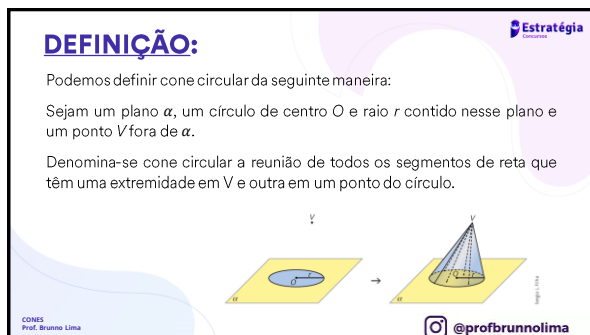 Estratégia
Concursos
DEFINIÇÃO:
Podemos definir cone circular da seguinte maneira:
Sejam um plano α, um círculo de centro O e raio r contido nesse plano e
um ponto V fora de α.
Denomina-se cone circular a reunião de todos os segmentos de reta que
têm uma extremidade em V e outra em um ponto do círculo.
V
V
O
r
α
α
CONES
Prof. Brunno Lima
@profbrunnolima